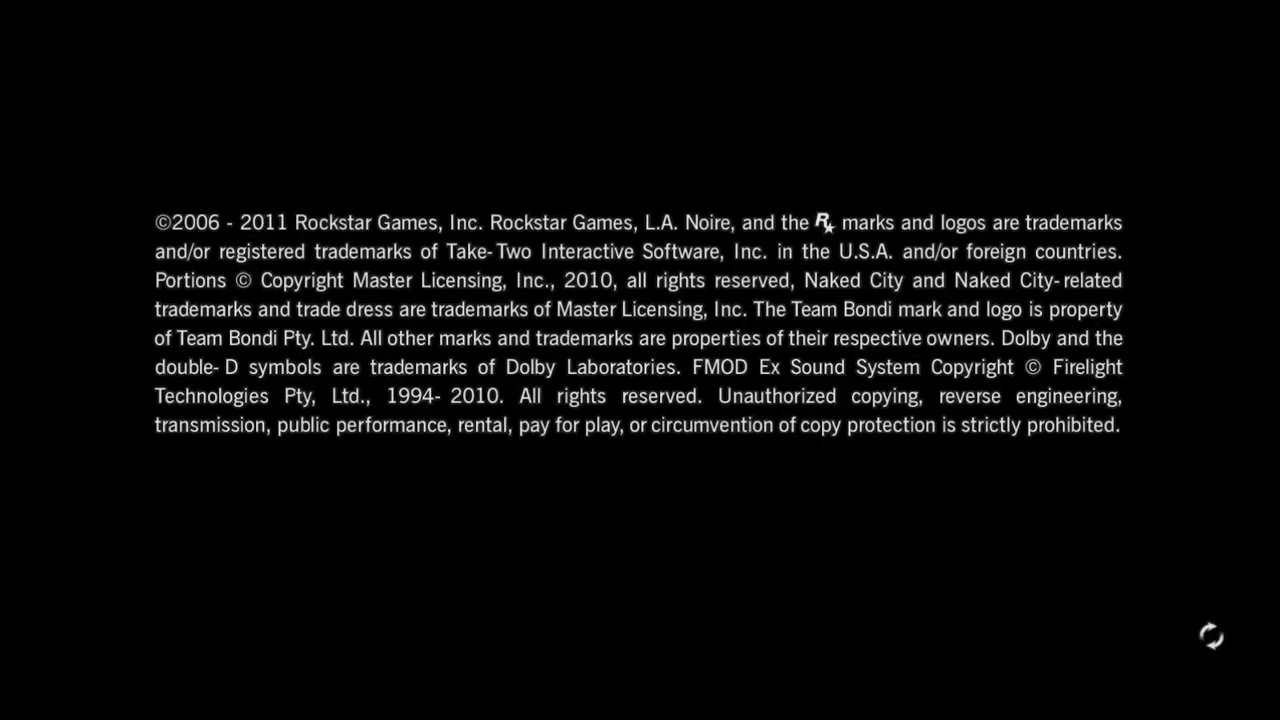 ©2006 - 2011 Rockstar Games, Inc. Rockstar Games, L.A. Noire, and the R★ marks and logos are trademarks
and/or registered trademarks of Take-Two Interactive Software, Inc. in the U.S.A. and/or foreign countries.
Portions © Copyright Master Licensing, Inc., 2010, all rights reserved, Naked City and Naked City-related
trademarks and trade dress are trademarks of Master Licensing, Inc. The Team Bondi mark and logo is property
of Team Bondi Pty. Ltd. All other marks and trademarks are properties of their respective owners. Dolby and the
double-D symbols are trademarks of Dolby Laboratories. FMOD Ex Sound System Copyright © Firelight
Technologies Pty, Ltd., 1994-2010. All rights reserved. Unauthorized copying, reverse engineering,
transmission, public performance, rental, pay for play, or circumvention of copy protection is strictly prohibited.